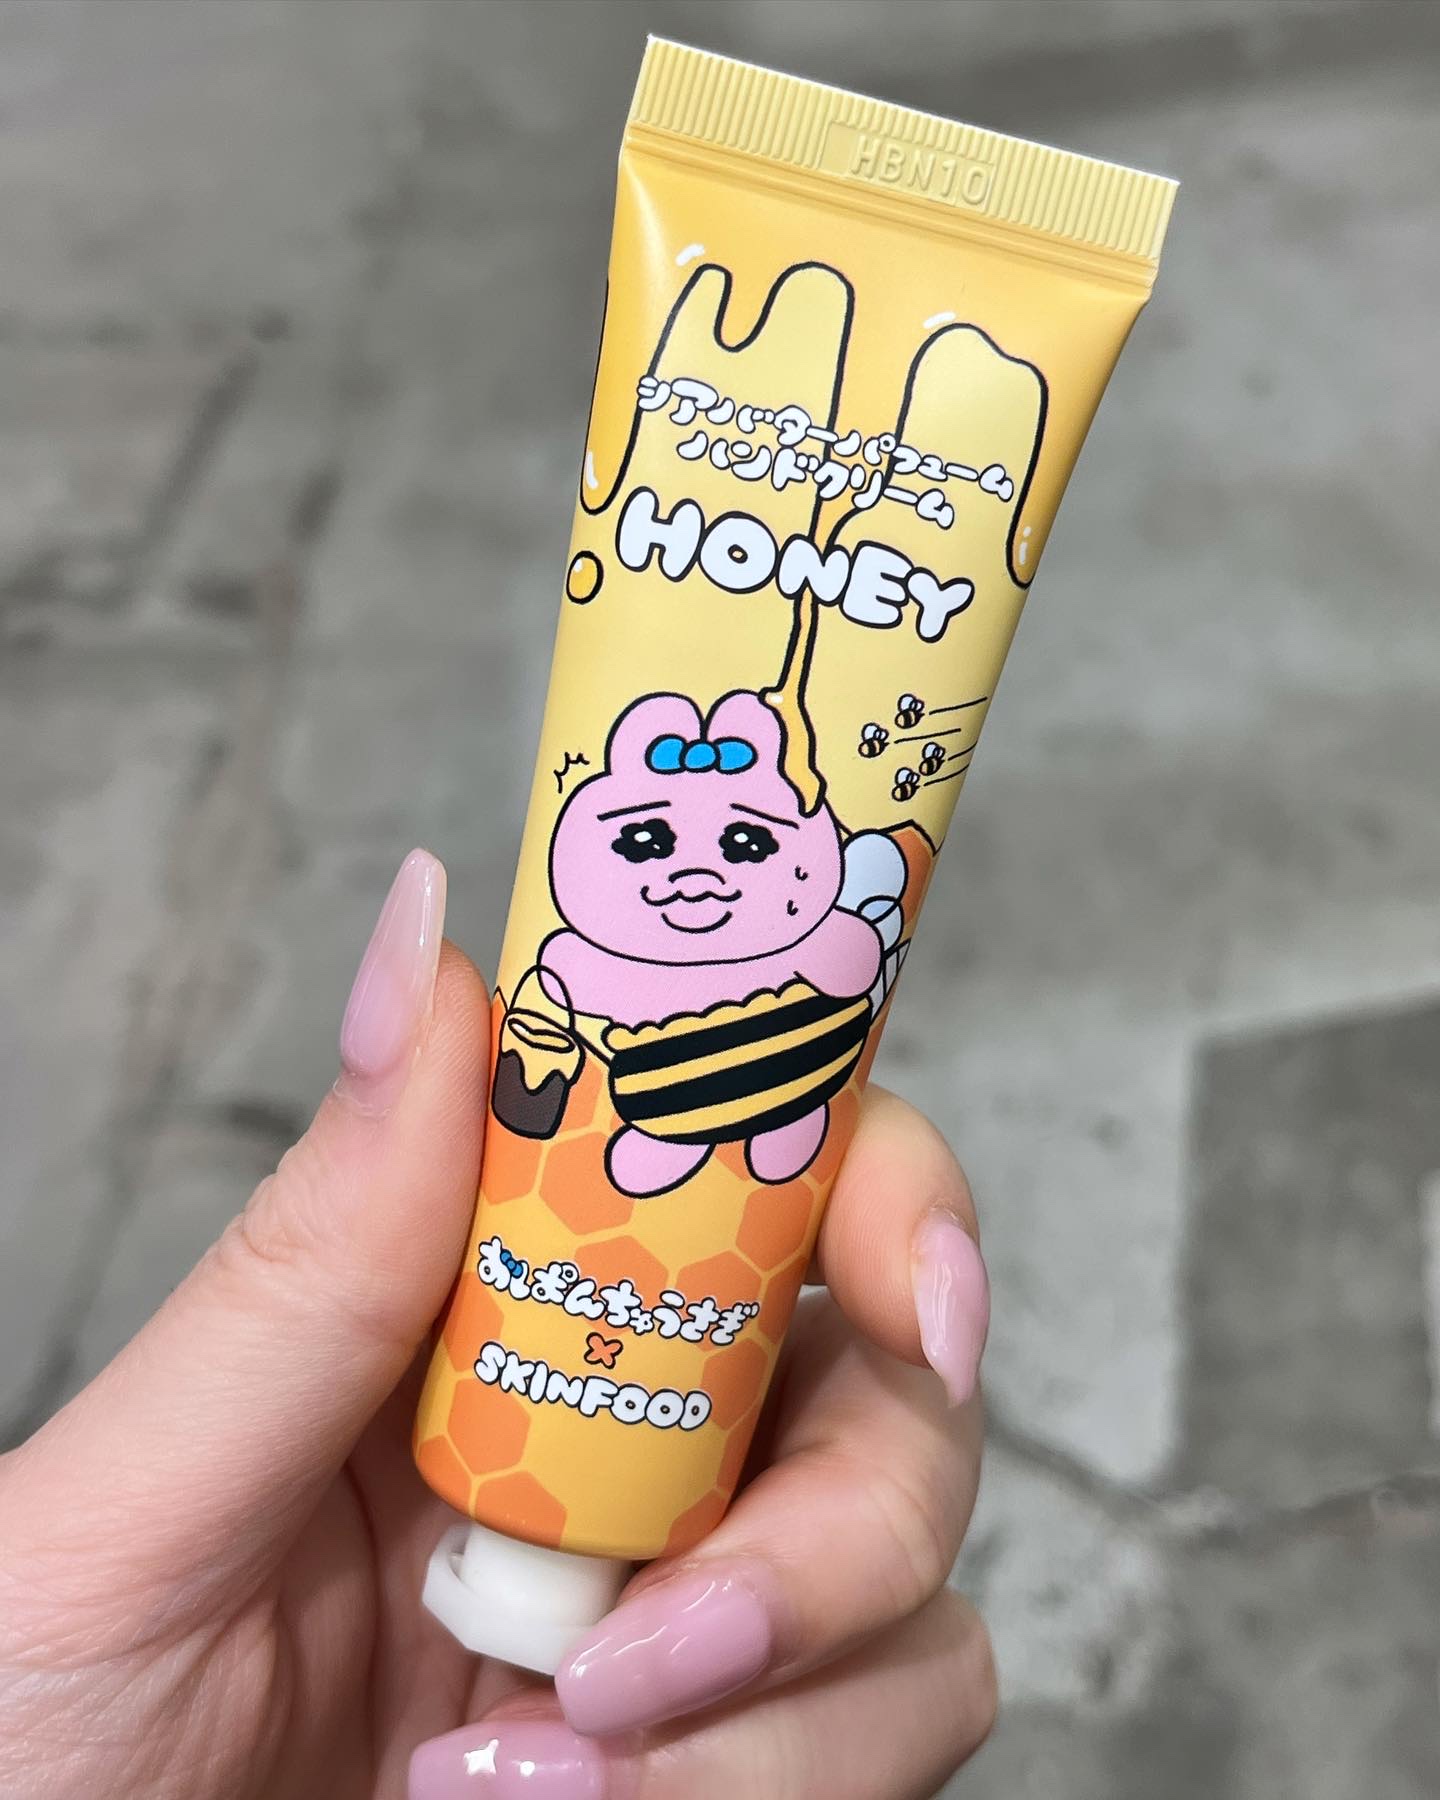 HBN10
シアバターパフューム
ハンドクリーム
HONEY
おぱんちゅうさぎ
×
SKINFOOD